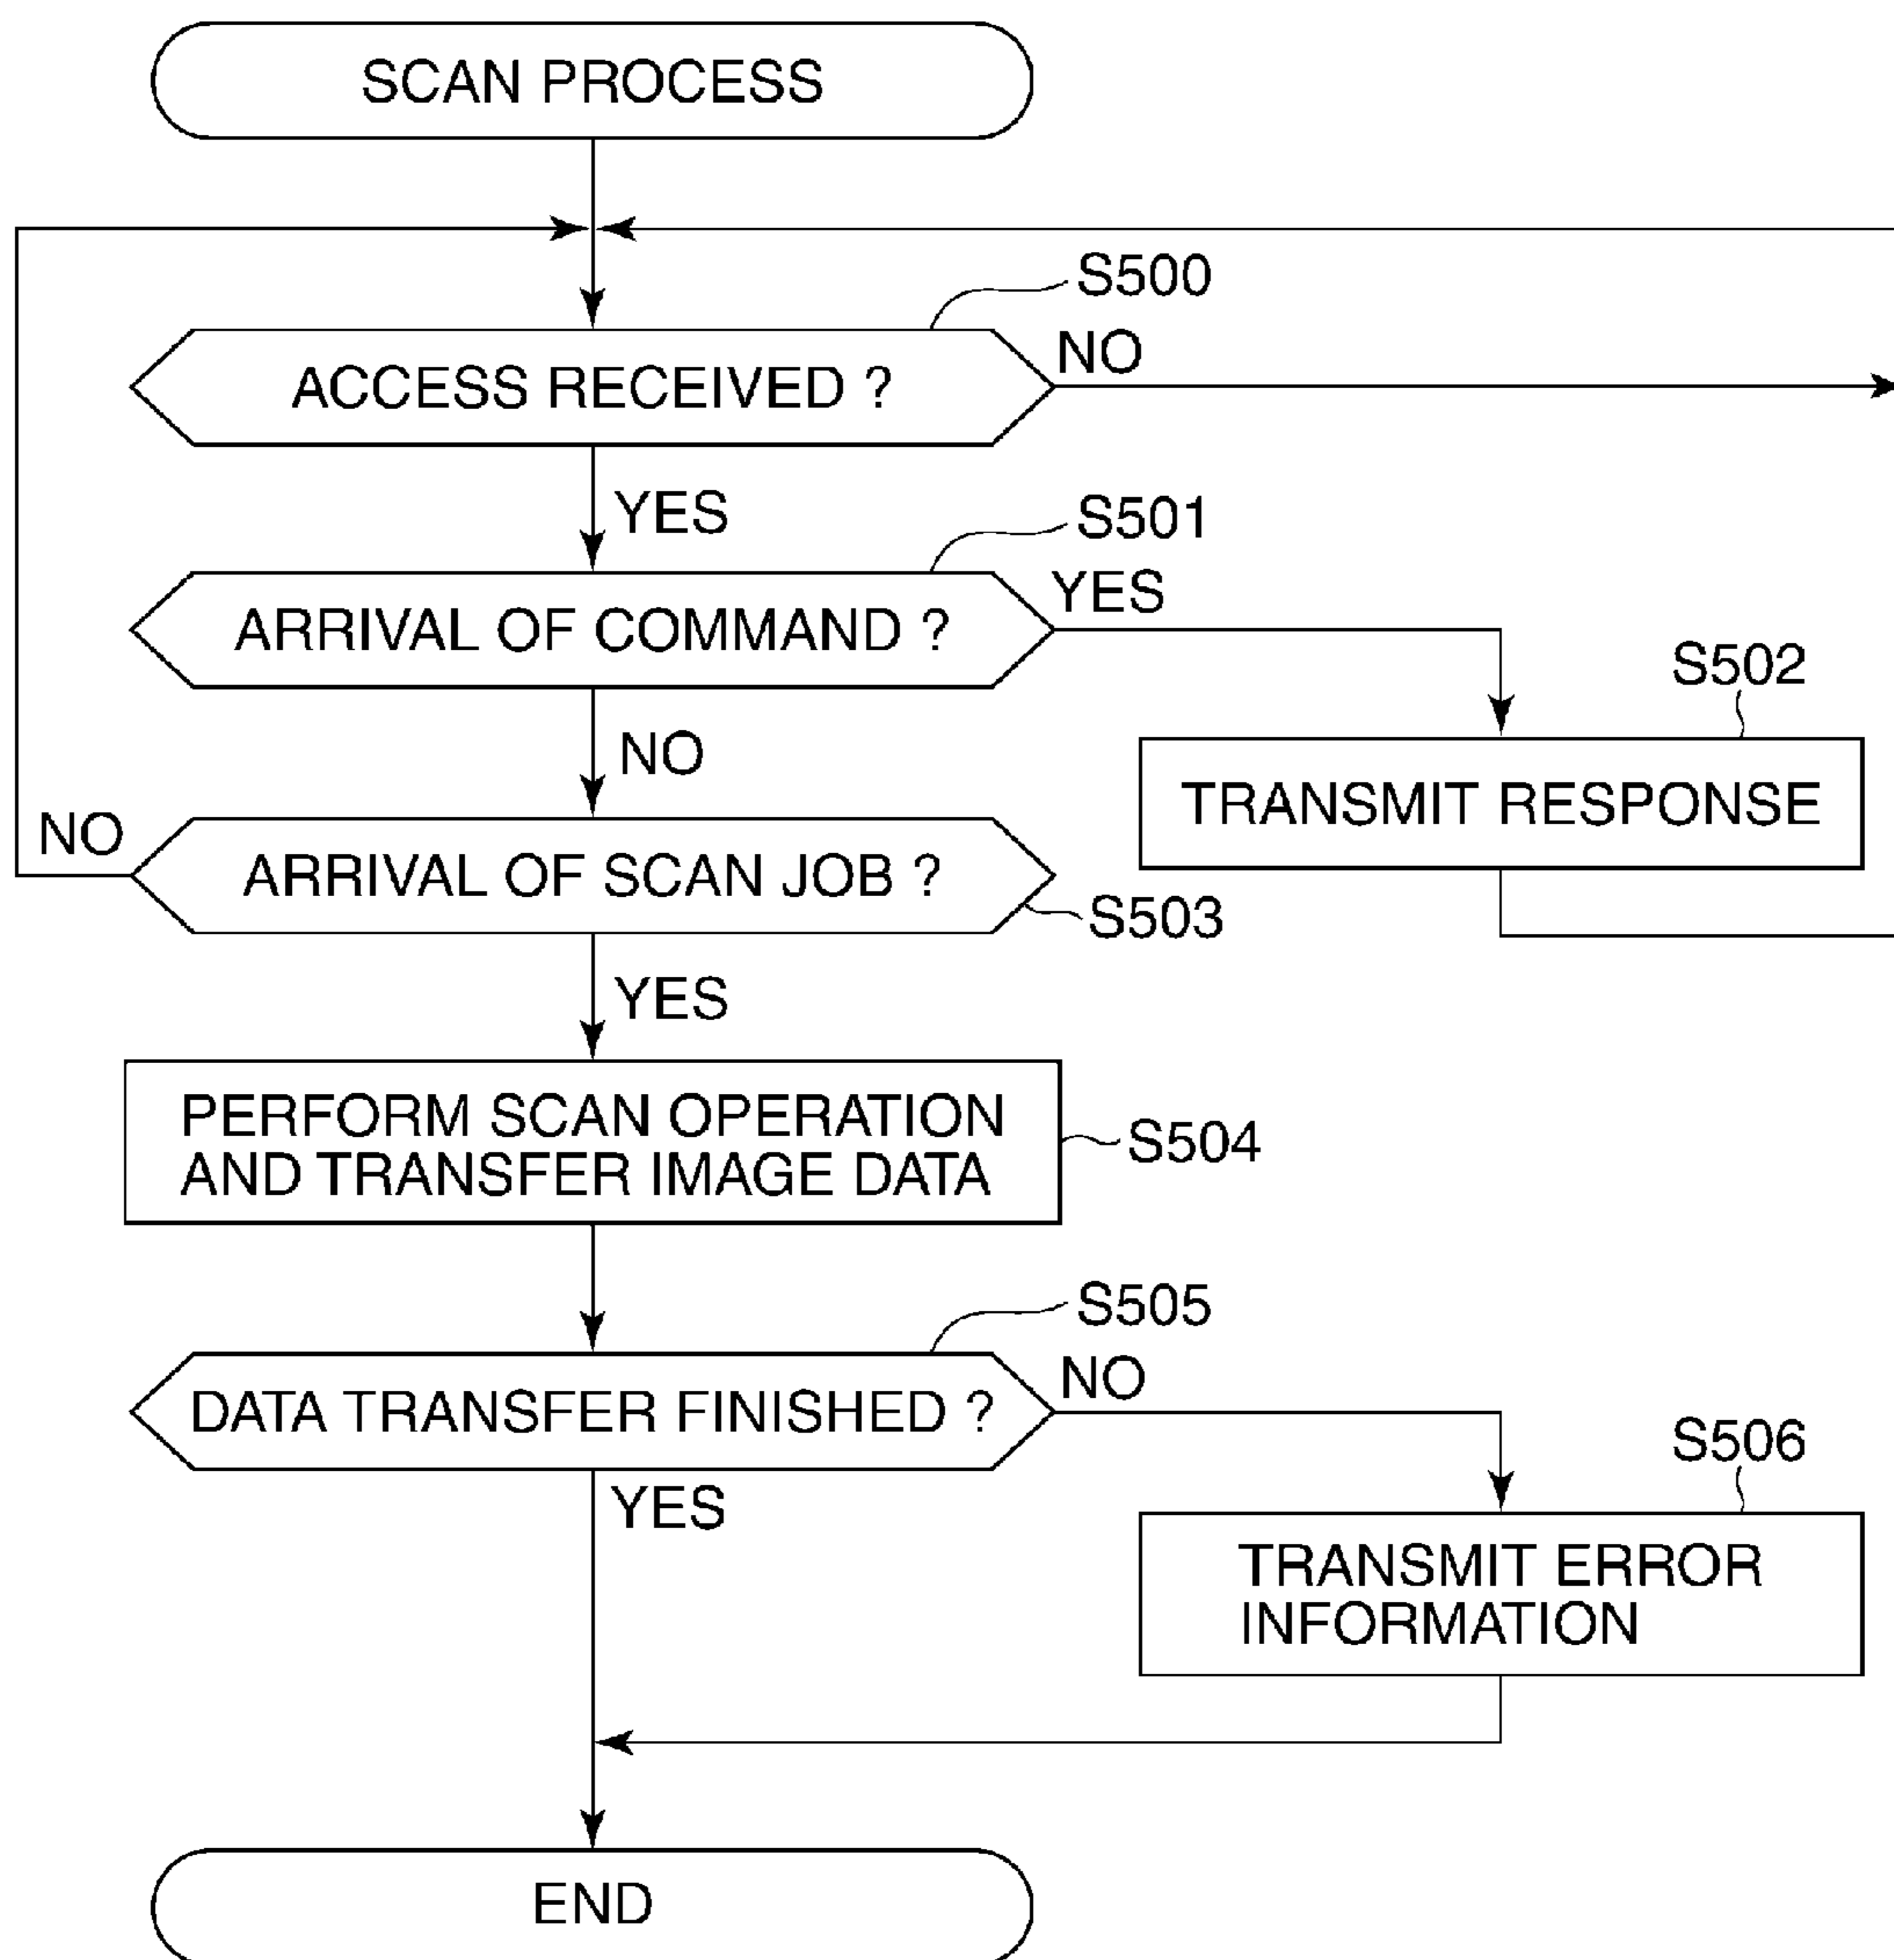 SCAN PROCESS
S500
ACCESS RECEIVED ?
NO
YES
S501
ARRIVAL OF COMMAND ?
YES
S502
TRANSMIT RESPONSE
NO
NO
ARRIVAL OF SCAN JOB ?
S503
YES
PERFORM SCAN OPERATION
AND TRANSFER IMAGE DATA
S504
S505
DATA TRANSFER FINISHED ?
NO
S506
TRANSMIT ERROR
INFORMATION
YES
END